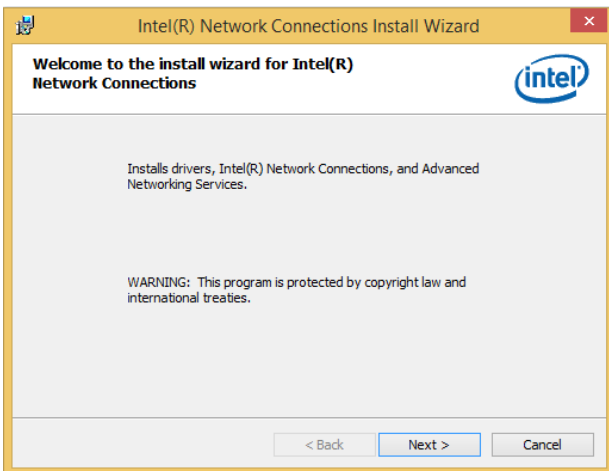 Intel(R) Network Connections Install Wizard
Welcome to the install wizard for Intel(R)
Network Connections
intel
Installs drivers, Intel(R) Network Connections, and Advanced
Networking Services.
WARNING:  This program is protected by copyright law and
international treaties.
< Back
Next >
Cancel